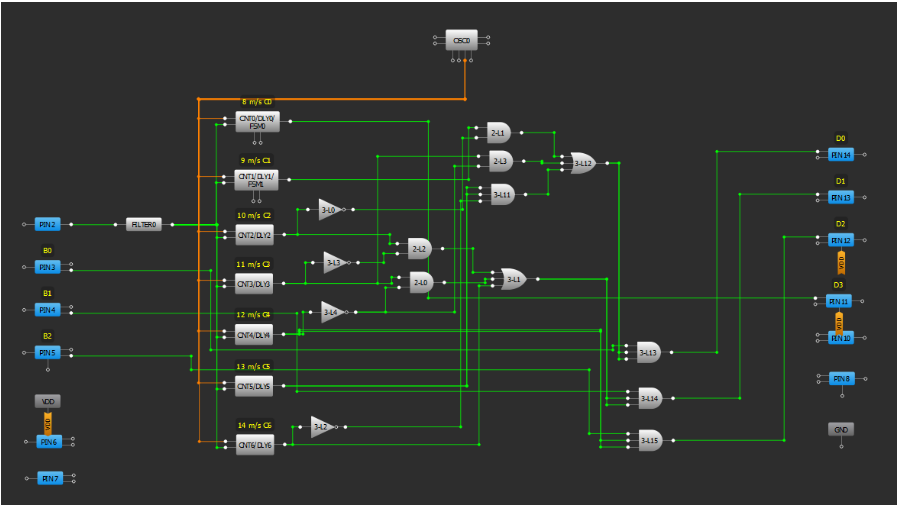 OSC0
8 m/s C0
CNT0/DLY0/
FSM0
9 m/s C1
CNT1/DLY1/
FSM1
10 m/s C2
CNT2/DLY2
11 m/s C3
CNT3/DLY3
12 m/s C4
CNT4/DLY4
13 m/s C5
CNT5/DLY5
14 m/s C6
CNT6/DLY6
PIN 2
FILTER0
B0
PIN 3
B1
PIN 4
B2
PIN 5
VDD
VDD
PIN 6
PIN 7
3-L0
3-L3
3-L4
3-L2
2-L2
2-L0
2-L1
2-L3
3-L11
3-L12
3-L1
3-L13
3-L14
3-L15
D0
PIN 14
D1
PIN 13
D2
PIN 12
VDD
D3
PIN 11
VDD
PIN 10
PIN 8
GND